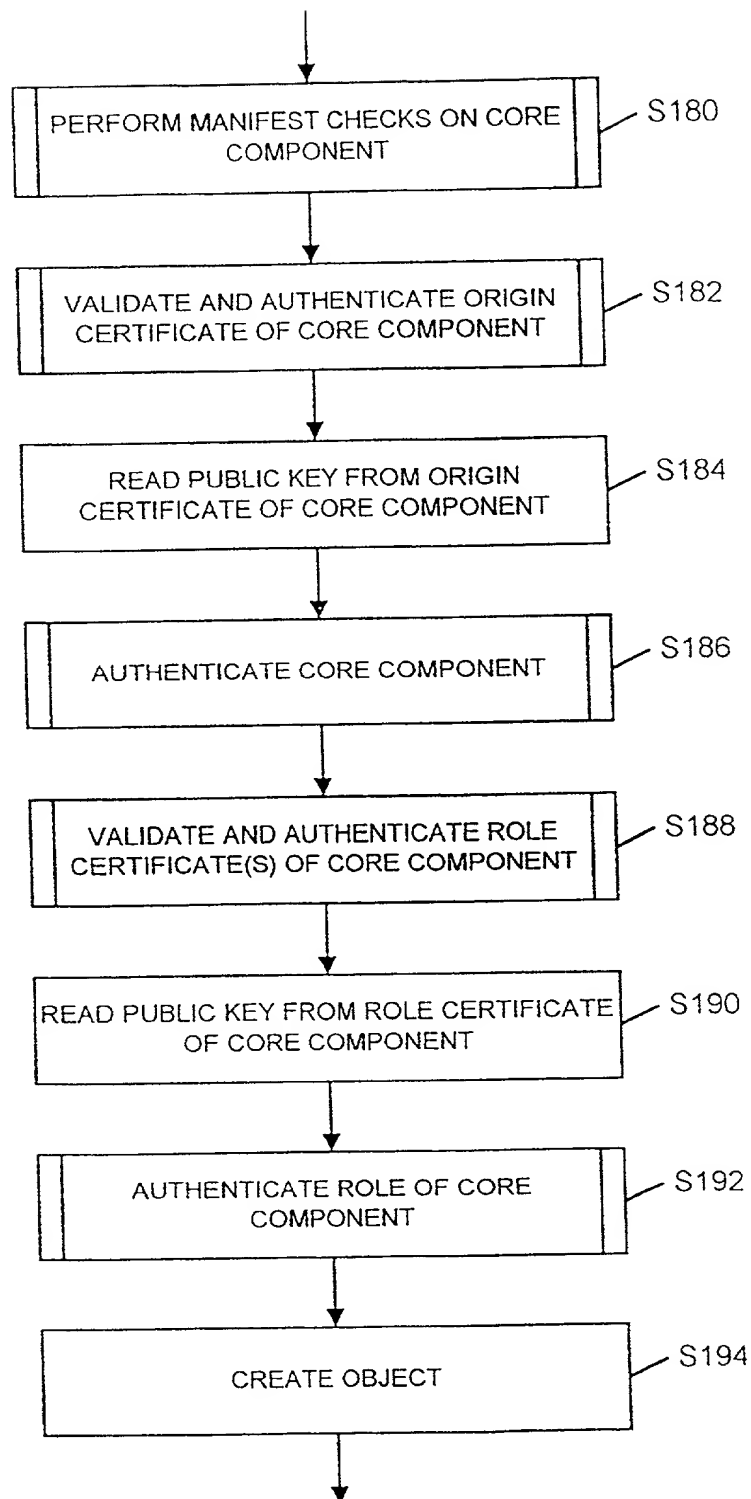 PERFORM MANIFEST CHECKS ON CORE
COMPONENT
S180
VALIDATE AND AUTHENTICATE ORIGIN
CERTIFICATE OF CORE COMPONENT
S182
READ PUBLIC KEY FROM ORIGIN
CERTIFICATE OF CORE COMPONENT
S184
AUTHENTICATE CORE COMPONENT
S186
VALIDATE AND AUTHENTICATE ROLE
CERTIFICATE(S) OF CORE COMPONENT
S188
READ PUBLIC KEY FROM ROLE CERTIFICATE
OF CORE COMPONENT
S190
AUTHENTICATE ROLE OF CORE
COMPONENT
S192
CREATE OBJECT
S194